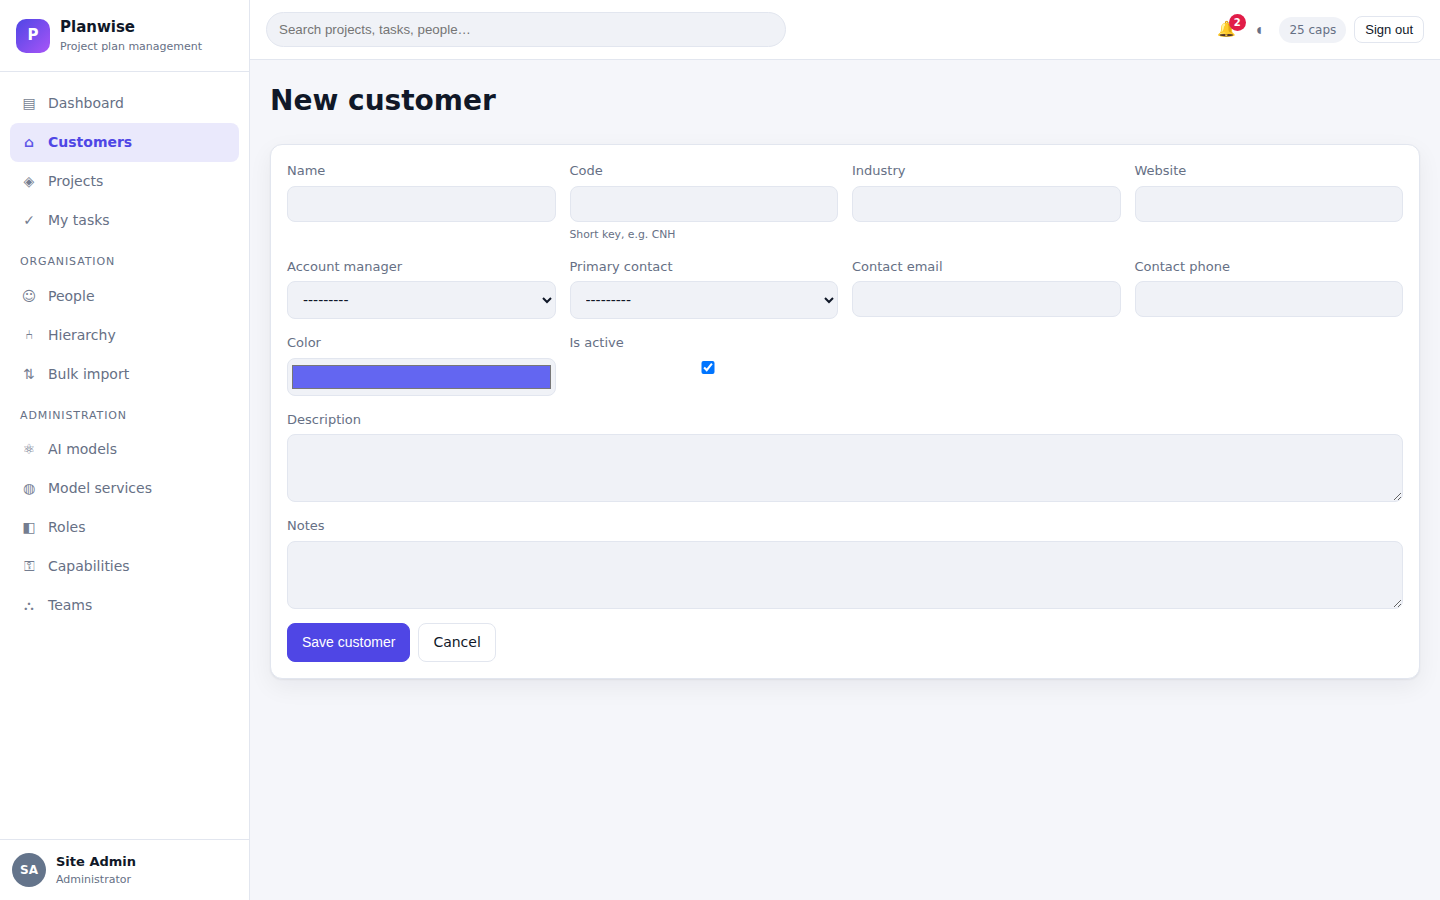 P
Planwise
Project plan management
Search projects, tasks, people…
2
25 caps
Sign out
Dashboard
Customers
Projects
My tasks
ORGANISATION
People
Hierarchy
Bulk import
ADMINISTRATION
AI models
Model services
Roles
Capabilities
Teams
SA
Site Admin
Administrator
New customer
Name
Code
Industry
Website
Short key, e.g. CNH
Account manager
Primary contact
Contact email
Contact phone
---------
---------
Color
Is active
Description
Notes
Save customer
Cancel